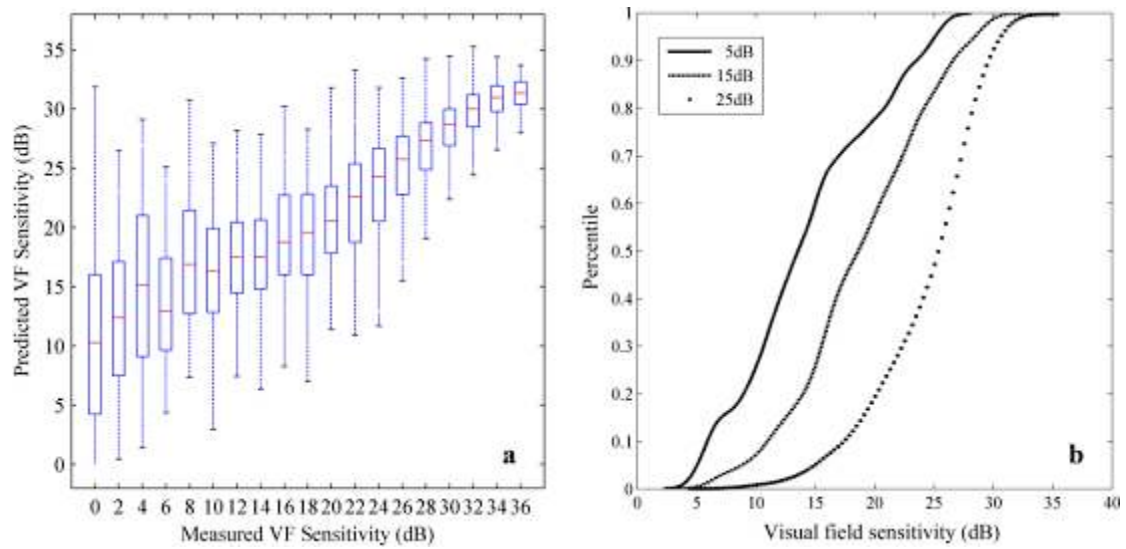 35
30
25
20
15
10
5
0
Predicted VF Sensitivity (dB)
0 2 4 6 8 10 12 14 16 18 20 22 24 26 28 30 32 34 36
Measured VF Sensitivity (dB)
a
1
0.9
0.8
0.7
0.6
0.5
0.4
0.3
0.2
0.1
0
Percentile
5dB
15dB
25dB
0 5 10 15 20 25 30 35 40
Visual field sensitivity (dB)
b